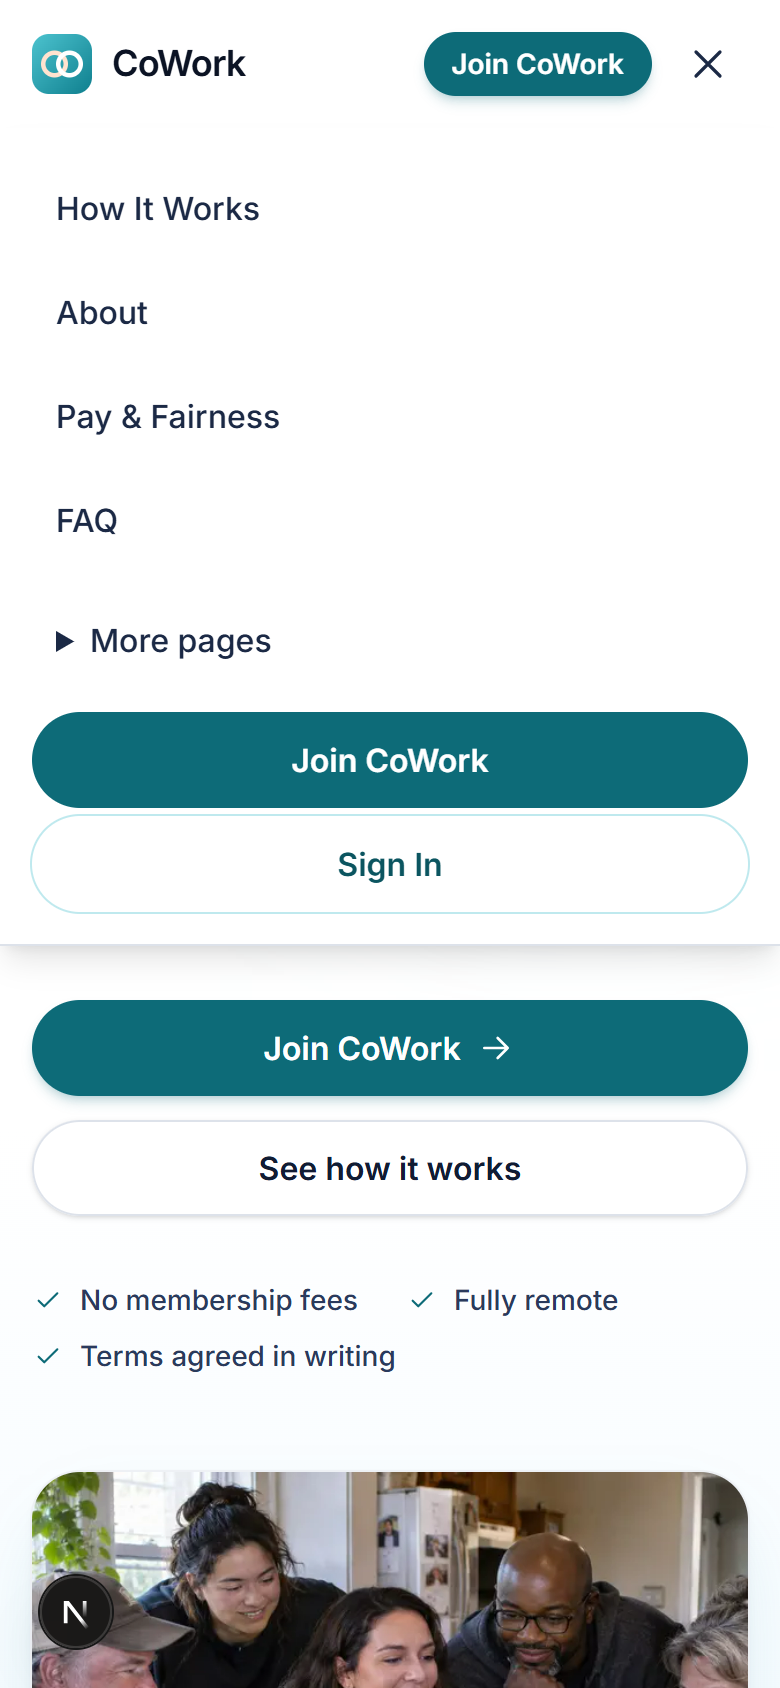 CoWork
Join CoWork
How It Works
About
Pay & Fairness
FAQ
More pages
Join CoWork
Sign In
Join CoWork
See how it works
No membership fees
Fully remote
Terms agreed in writing
N